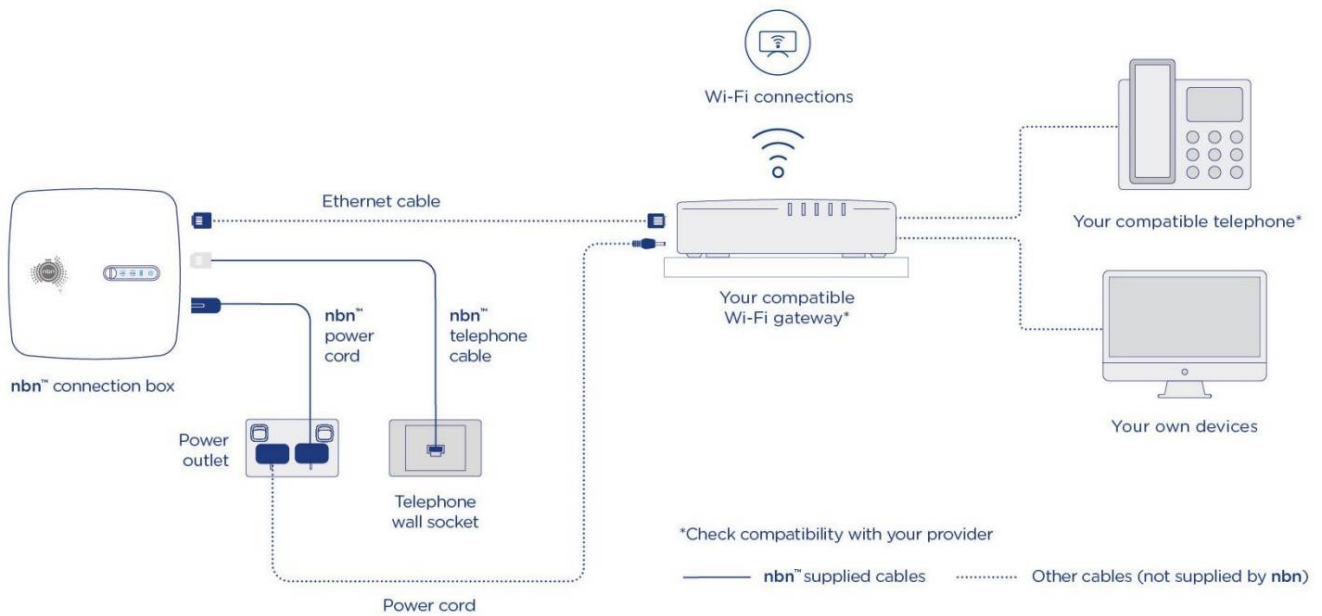 Wi-Fi connections
Ethernet cable
Your compatible telephone*
nbn
nbn™ connection box
nbn™
power
cord
nbn™
telephone
cable
Your compatible
Wi-Fi gateway*
Your own devices
Power
outlet
Telephone
wall socket
*Check compatibility with your provider
nbn™ supplied cables
Other cables (not supplied by nbn)
Power cord